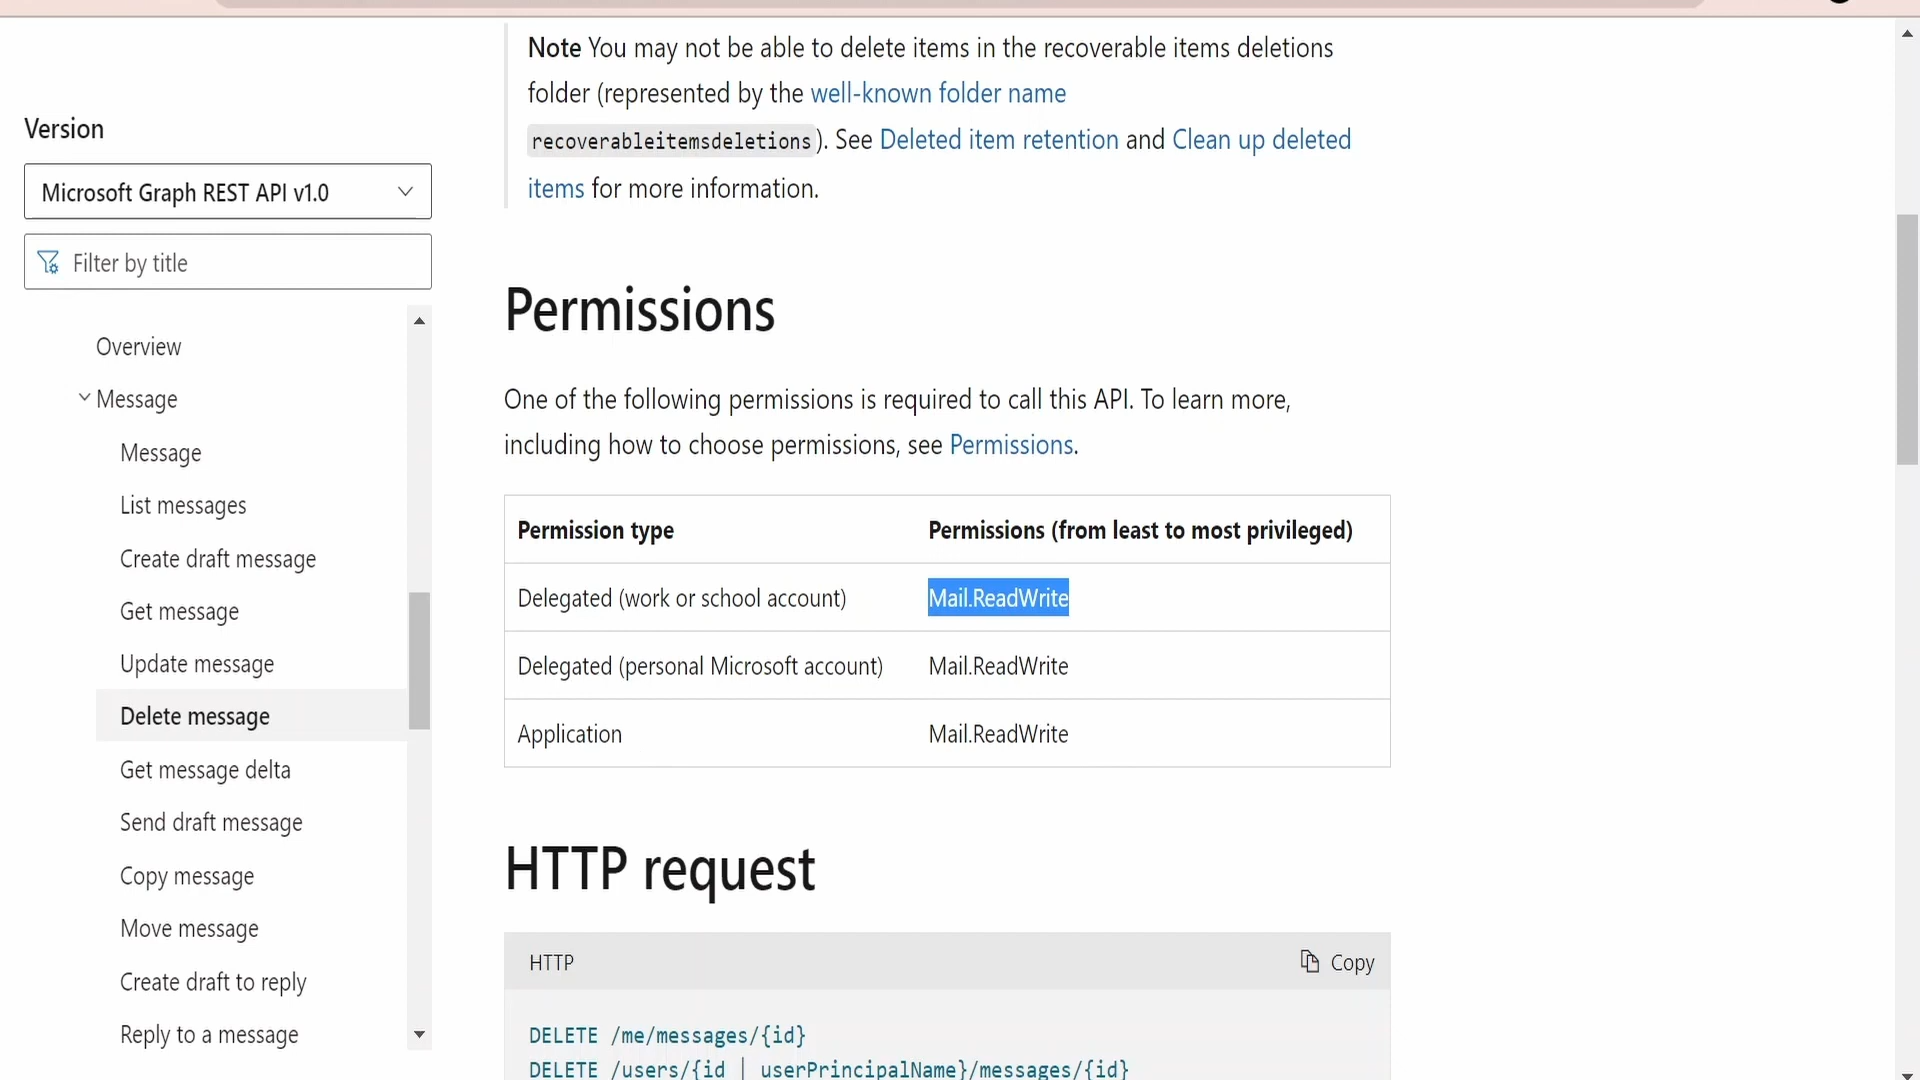 Version
Microsoft Graph REST API v1.0
Filter by title
Overview
Message
Message
List messages
Create draft message
Get message
Update message
Delete message
Get message delta
Send draft message
Copy message
Move message
Create draft to reply
Reply to a message
Note You may not be able to delete items in the recoverable items deletions
folder (represented by the well-known folder name
recoverableitemsdeletions). See Deleted item retention and Clean up deleted
items for more information.
Permissions
One of the following permissions is required to call this API. To learn more,
including how to choose permissions, see Permissions.
Permission type Permissions (from least to most privileged)
Delegated (work or school account) Mail.ReadWrite
Delegated (personal Microsoft account) Mail.ReadWrite
Application Mail.ReadWrite
HTTP request
HTTP Copy
DELETE /me/messages/{id}
DELETE /users/{id | userPrincipalName}/messages/{id}